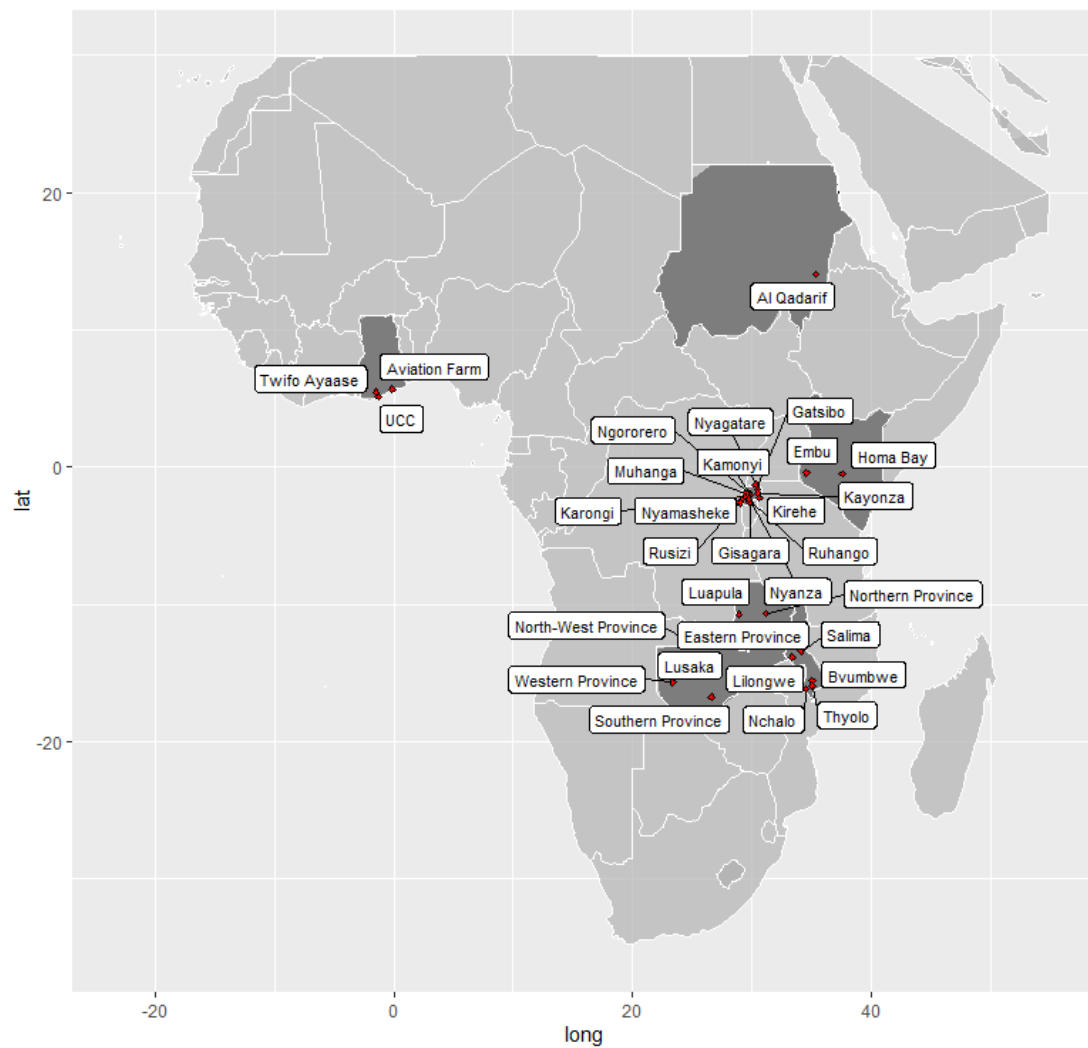 20
Al Qadarif
Aviation Farm
Twifo Ayaase
UCC
Nyagatare
Gatsibo
Ngororero
Embu
Homa Bay
lat
0
Kamonyi
Muhanga
Kayonza
Karongi
Nyamasheke
Kirehe
Rusizi
Gisagara
Ruhango
Luapula
Nyanza
Northern Province
North-West Province
Eastern Province
Salima
Lusaka
Western Province
Lilongwe
Bvumbwe
Southern Province
Nchalo
Thyolo
-20
-20
0
20
40
long